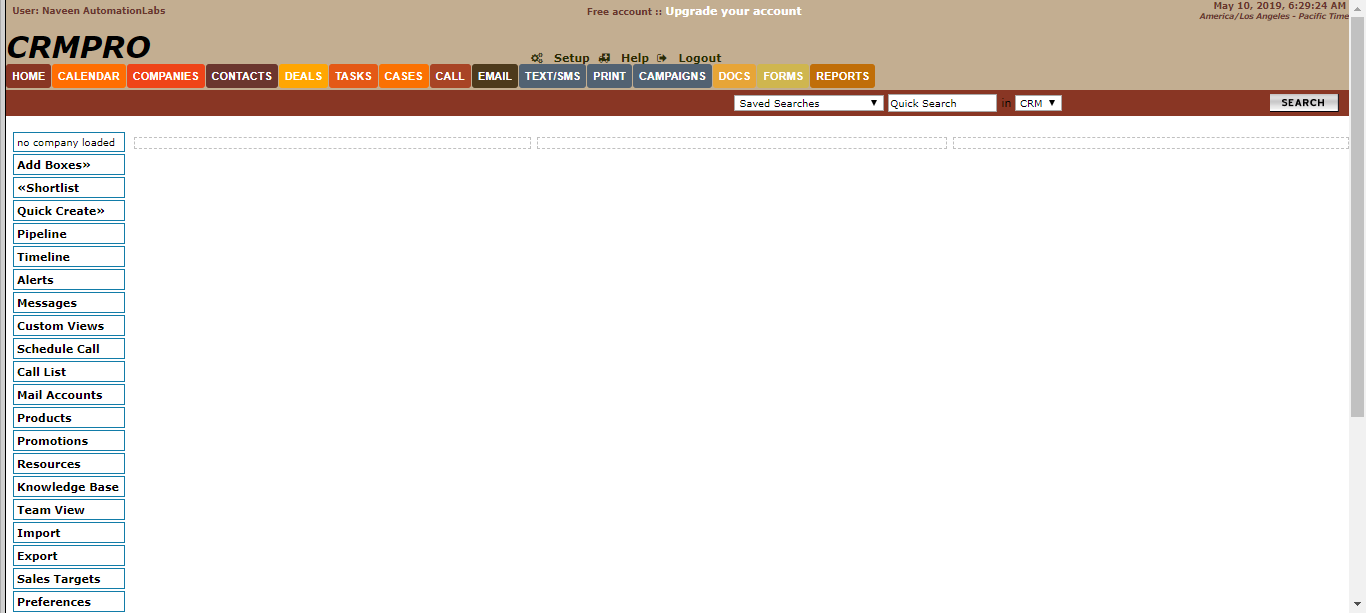 User: Naveen AutomationLabs
Free account :: Upgrade your account
May 10, 2019, 6:29:24 AM
America/Los Angeles - Pacific Time
CRMPRO
Setup Help Logout
HOME CALENDAR COMPANIES CONTACTS DEALS TASKS CASES CALL EMAIL TEXT/SMS PRINT CAMPAIGNS DOCS FORMS REPORTS
Saved Searches Quick Search in CRM SEARCH
no company loaded
Add Boxes»
«Shortlist
Quick Create»
Pipeline
Timeline
Alerts
Messages
Custom Views
Schedule Call
Call List
Mail Accounts
Products
Promotions
Resources
Knowledge Base
Team View
Import
Export
Sales Targets
Preferences